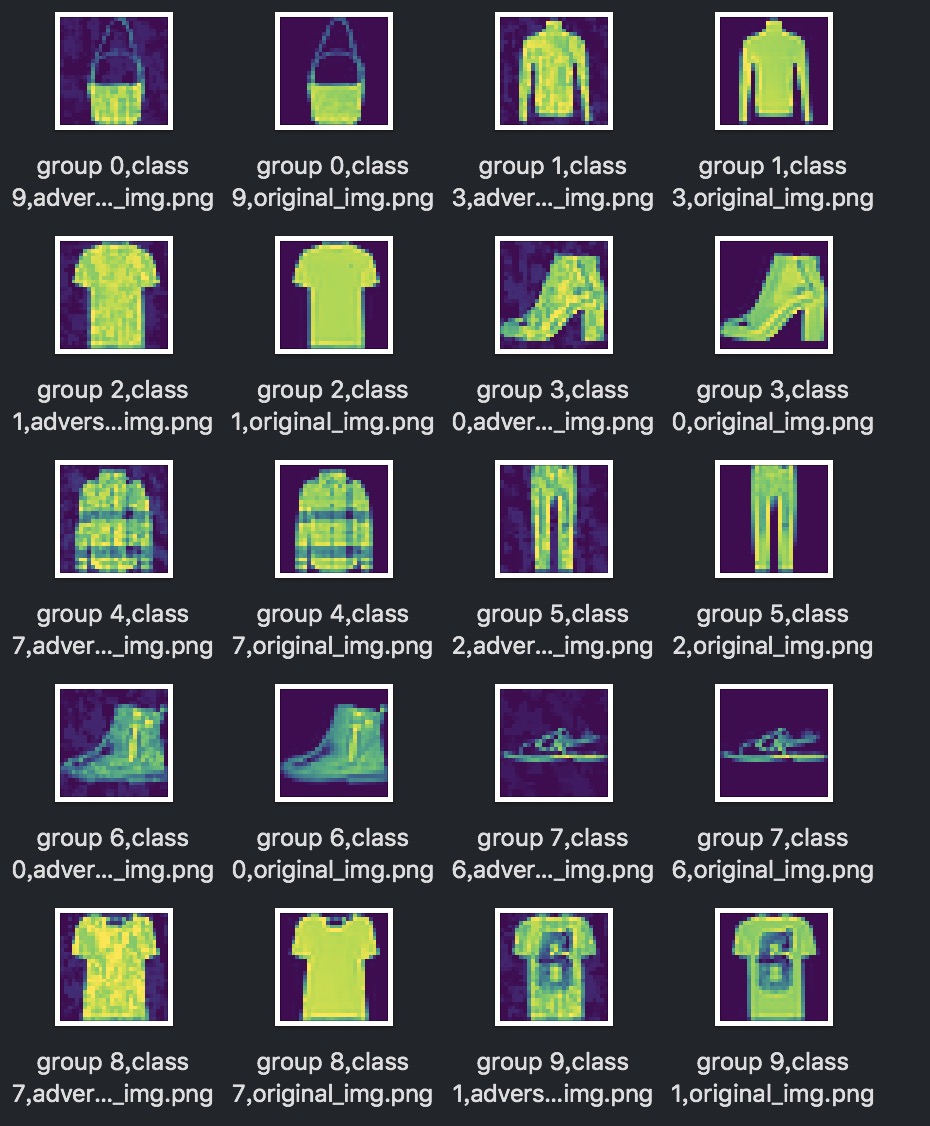 group 0,class
9,adver..._img.png
group 0,class
9,original_img.png
group 1,class
3,adver..._img.png
group 1,class
3,original_img.png
group 2,class
1,advers...img.png
group 2,class
1,original_img.png
group 3,class
0,adver..._img.png
group 3,class
0,original_img.png
group 4,class
7,adver..._img.png
group 4,class
7,original_img.png
group 5,class
2,adver..._img.png
group 5,class
2,original_img.png
group 6,class
0,adver..._img.png
group 6,class
0,original_img.png
group 7,class
6,adver..._img.png
group 7,class
6,original_img.png
group 8,class
7,adver..._img.png
group 8,class
7,original_img.png
6
group 9,class
1,advers...img.png
6
group 9,class
1,original_img.png